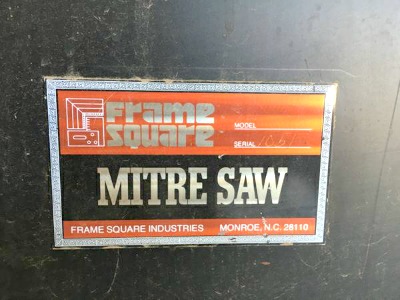 Frame
Square
MODEL
SERIAL
MITRE SAW
FRAME SQUARE INDUSTRIES MONROE, N.C. 28110